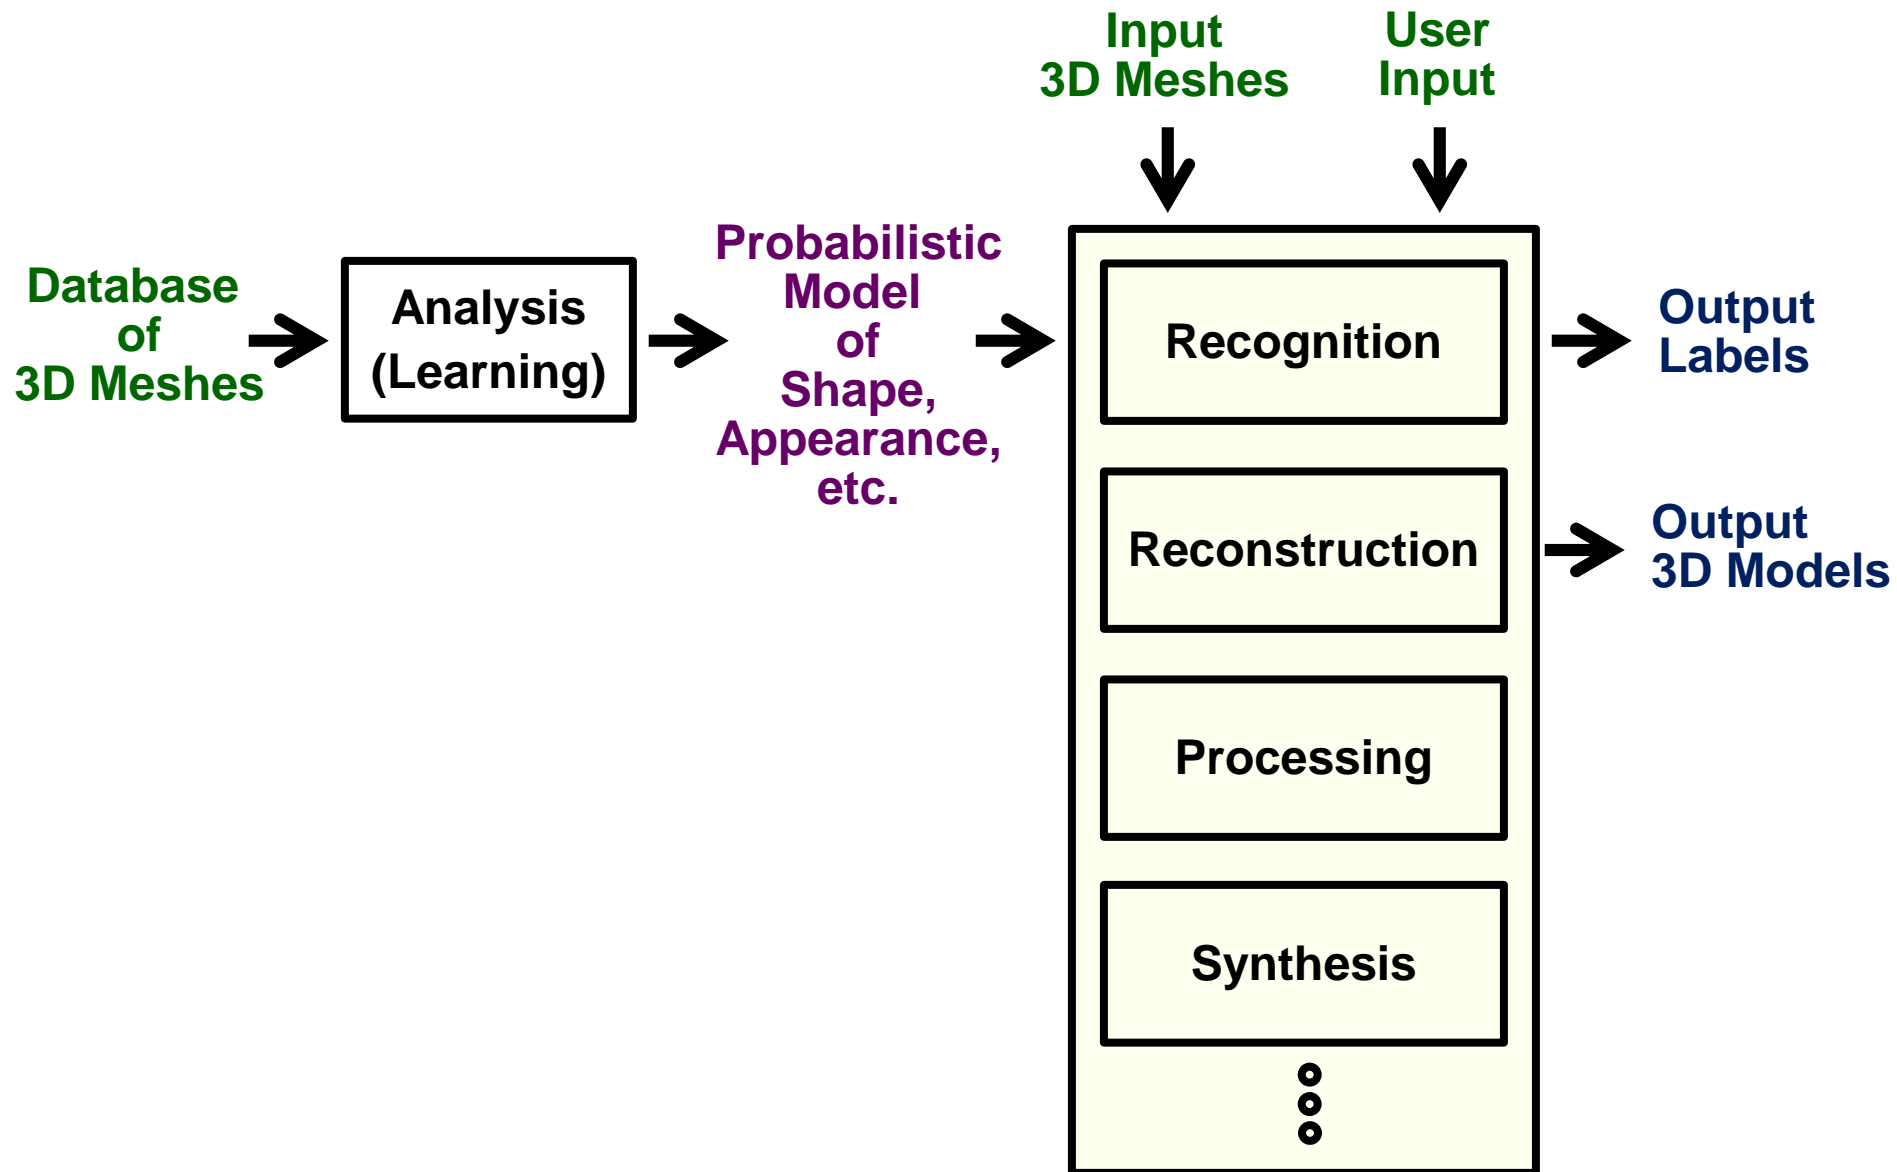 Input
3D Meshes
User
Input
Database
of
3D Meshes
Analysis
(Learning)
Probabilistic
Model
of
Shape,
Appearance,
etc.
Recognition
Output
Labels
Reconstruction
Output
3D Models
Processing
Synthesis